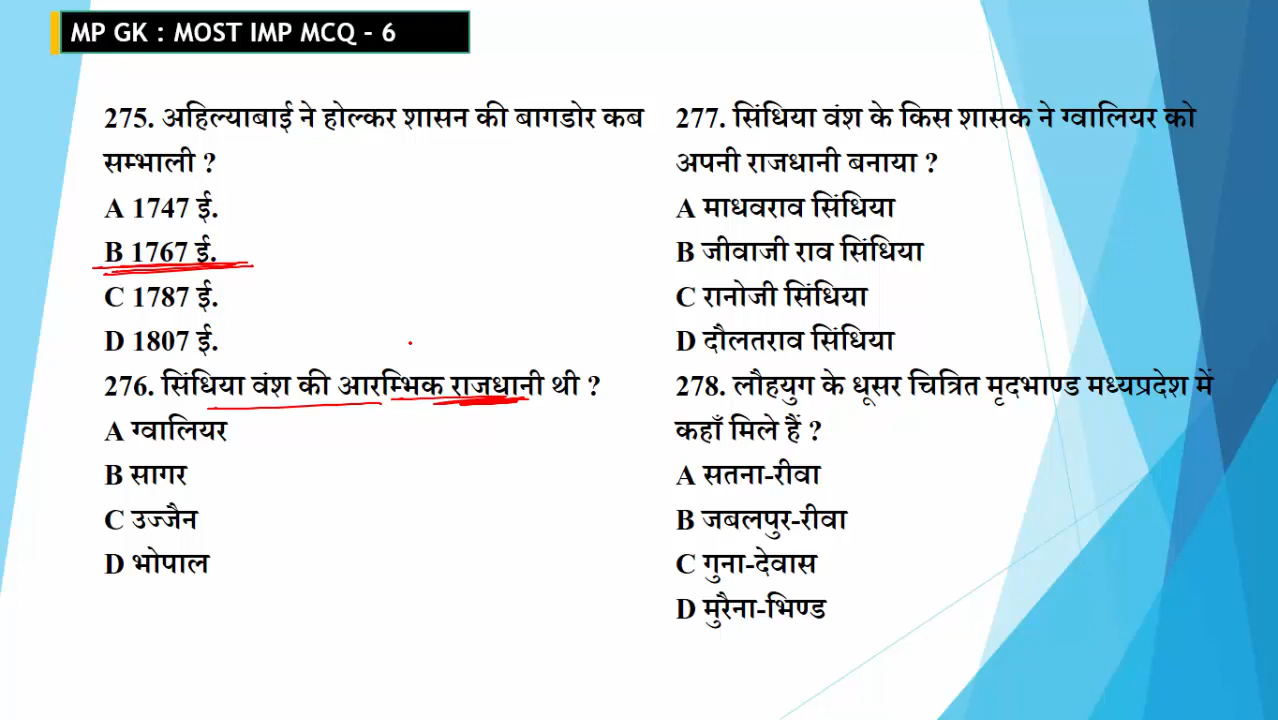 MP GK : MOST IMP MCQ - 6
275. अहिल्याबाई ने होल्कर शासन की बागडोर कब
सम्भाली ?
A 1747 ई.
B 1767 ई.
C 1787 ई.
D 1807 ई.
276. सिंधिया वंश की आरम्भिक राजधानी थी ?
A ग्वालियर
B सागर
C उज्जैन
D भोपाल
277. सिंधिया वंश के किस शासक ने ग्वालियर को
अपनी राजधानी बनाया ?
A माधवराव सिंधिया
B जीवाजी राव सिंधिया
C रानोजी सिंधिया
D दौलतराव सिंधिया
278. लौहयुग के धूसर चित्रित मृदभाण्ड मध्यप्रदेश में
कहाँ मिले हैं ?
A सतना-रीवा
B जबलपुर-रीवा
C गुना-देवास
D मुरैना-भिण्ड